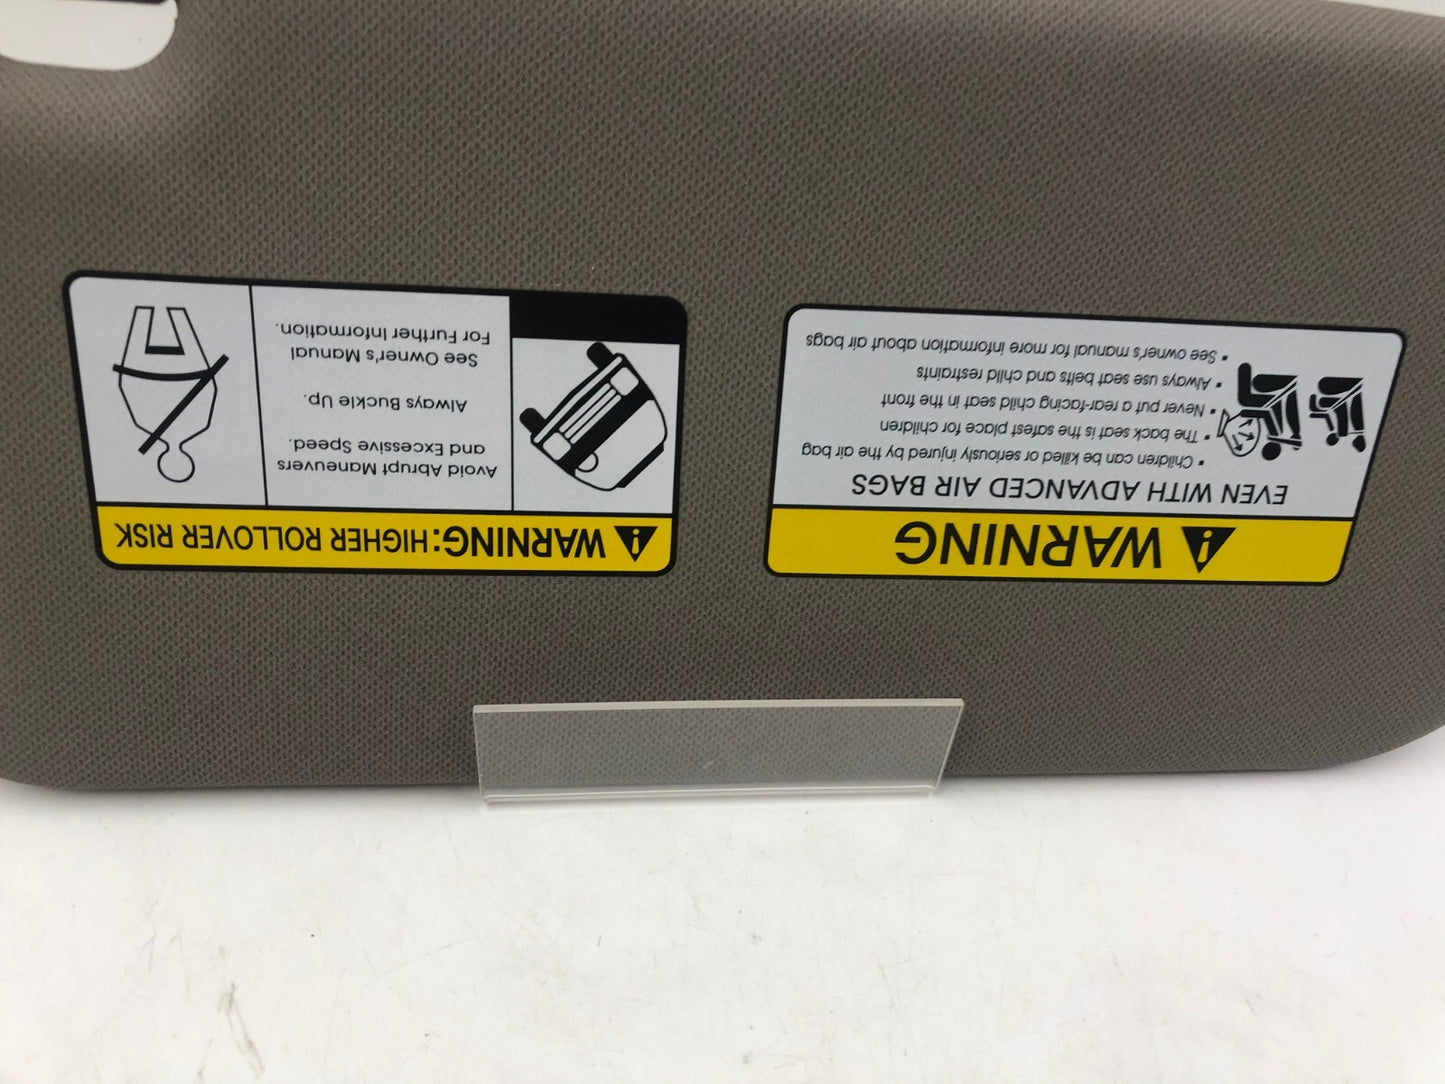 WARNING
EVEN WITH ADVANCED AIR BAGS
• Children can be killed or seriously injured by the air bag
• The back seat is the safest place for children
• Never put a rear-facing child seat in the front
• Always use seat belts and child restraints
• See owner's manual for more information about air bags
WARNING: HIGHER ROLLOVER RISK
Avoid Abrupt Maneuvers
and Excessive Speed.
Always Buckle Up.
See Owner's Manual
For Further Information.